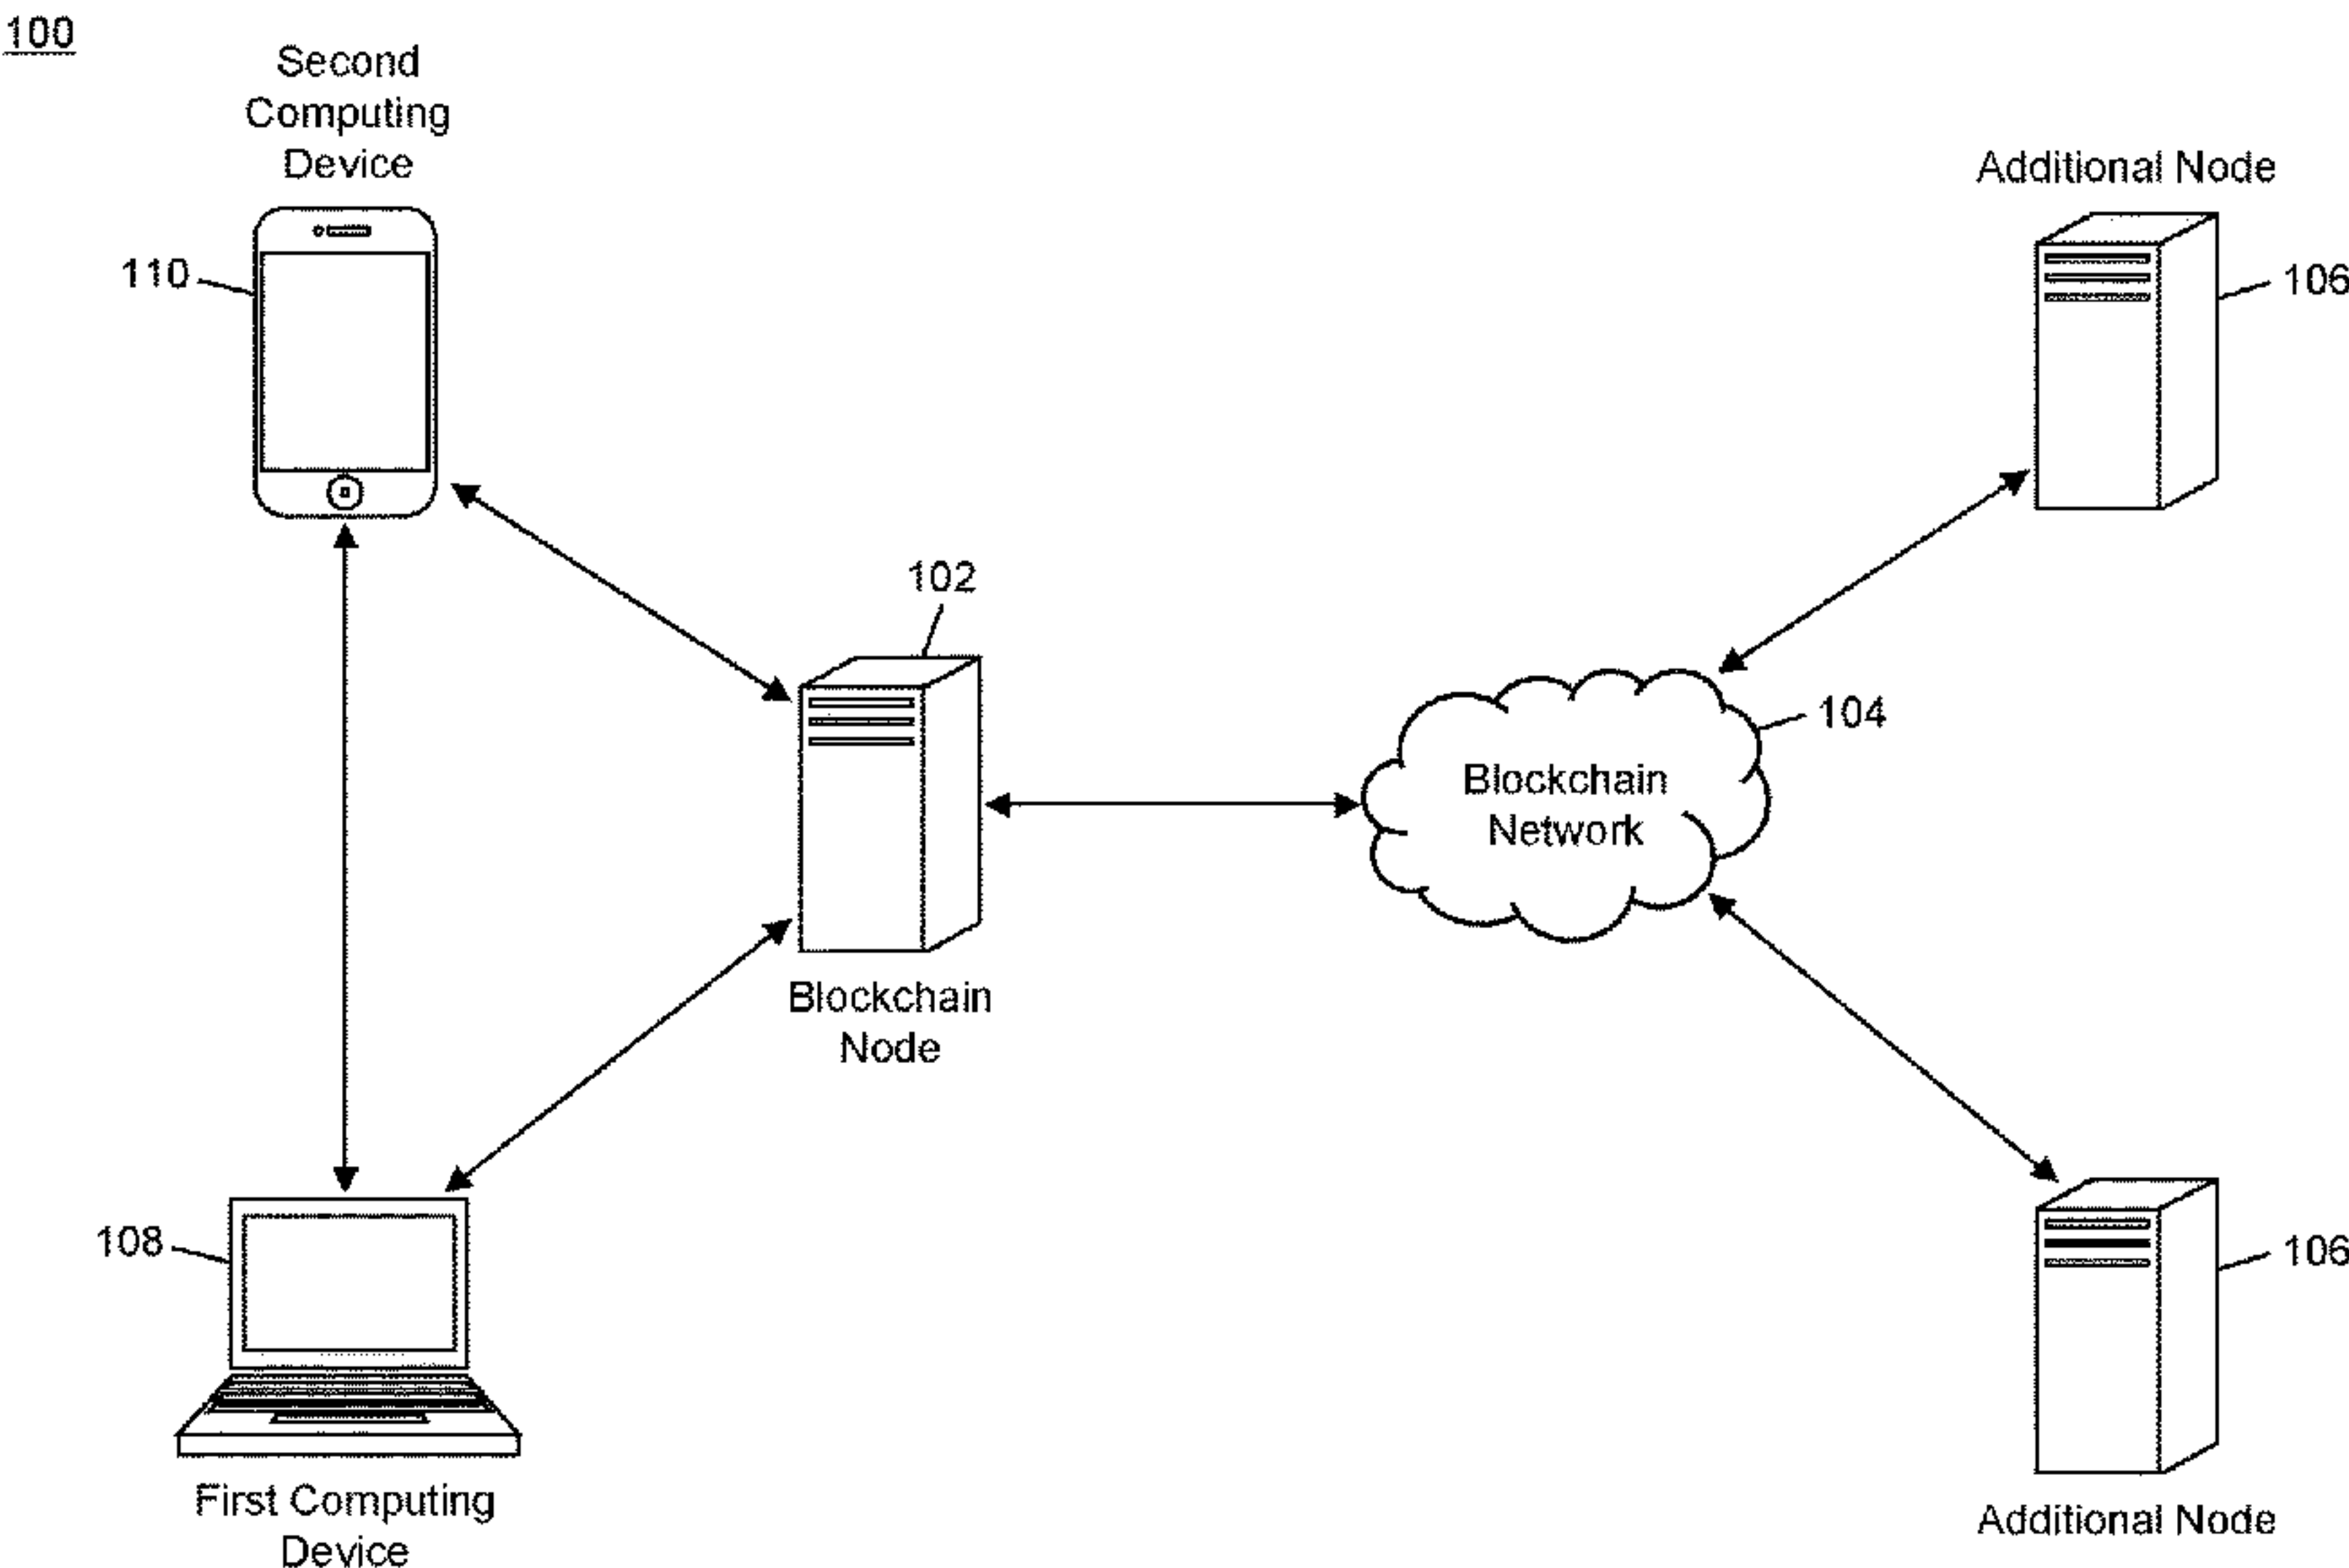 100
Second
Computing
Device
Additional Node
110
106
102
104
Blockchain
Network
Blockchain
Node
108
106
First Computing
Device
Additional Node